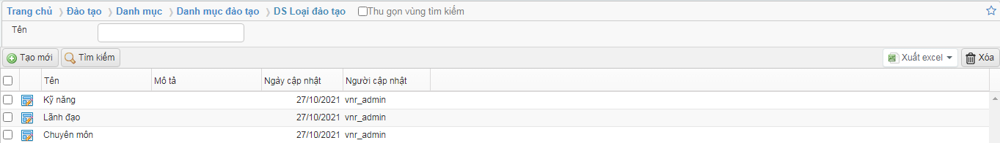 Trang chủ ❭ Đào tạo ❭ Danh mục ❭ Danh mục đào tạo ❭ DS Loại đào tạo Thu gọn vùng tìm kiếm
Tên
Tạo mới Tìm kiếm Xuất excel Xóa
Tên Mô tả Ngày cập nhật Người cập nhật
Kỹ năng 27/10/2021 vnr_admin
Lãnh đạo 27/10/2021 vnr_admin
Chuyên môn 27/10/2021 vnr_admin